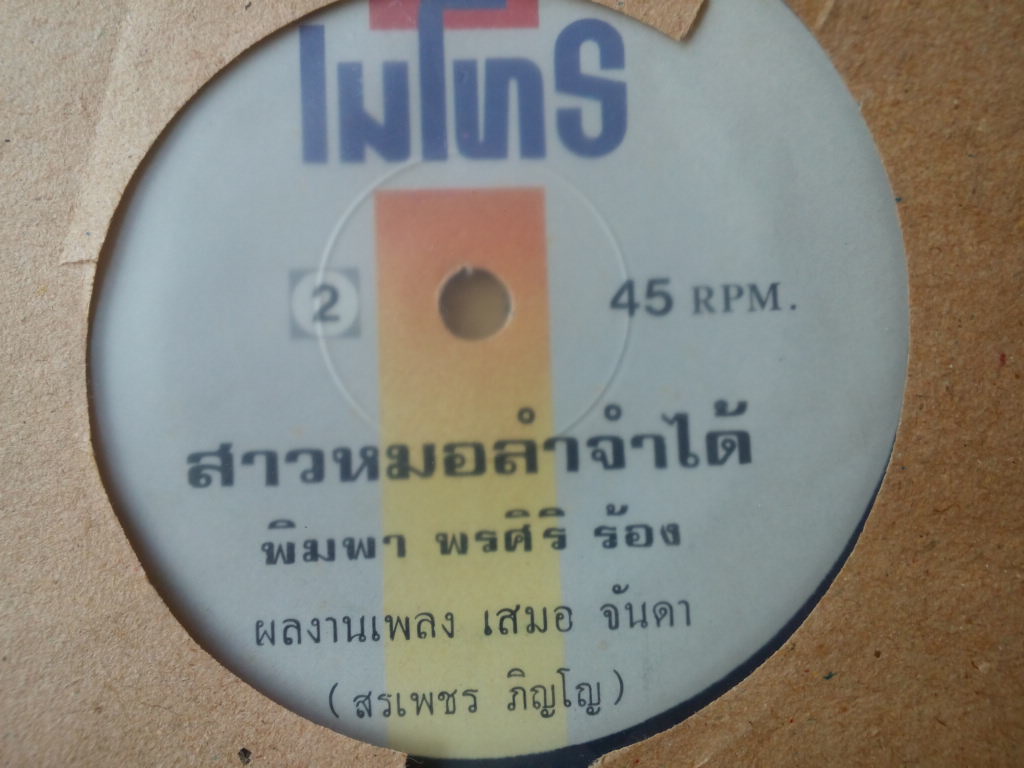 ไมโทร
2 45 RPM.
สาวหมอลำจำได้
พิมพา พรศิริ ร้อง
ผลงานเพลง เสมอ จันดา
(สรเพชร ภิญโญ)